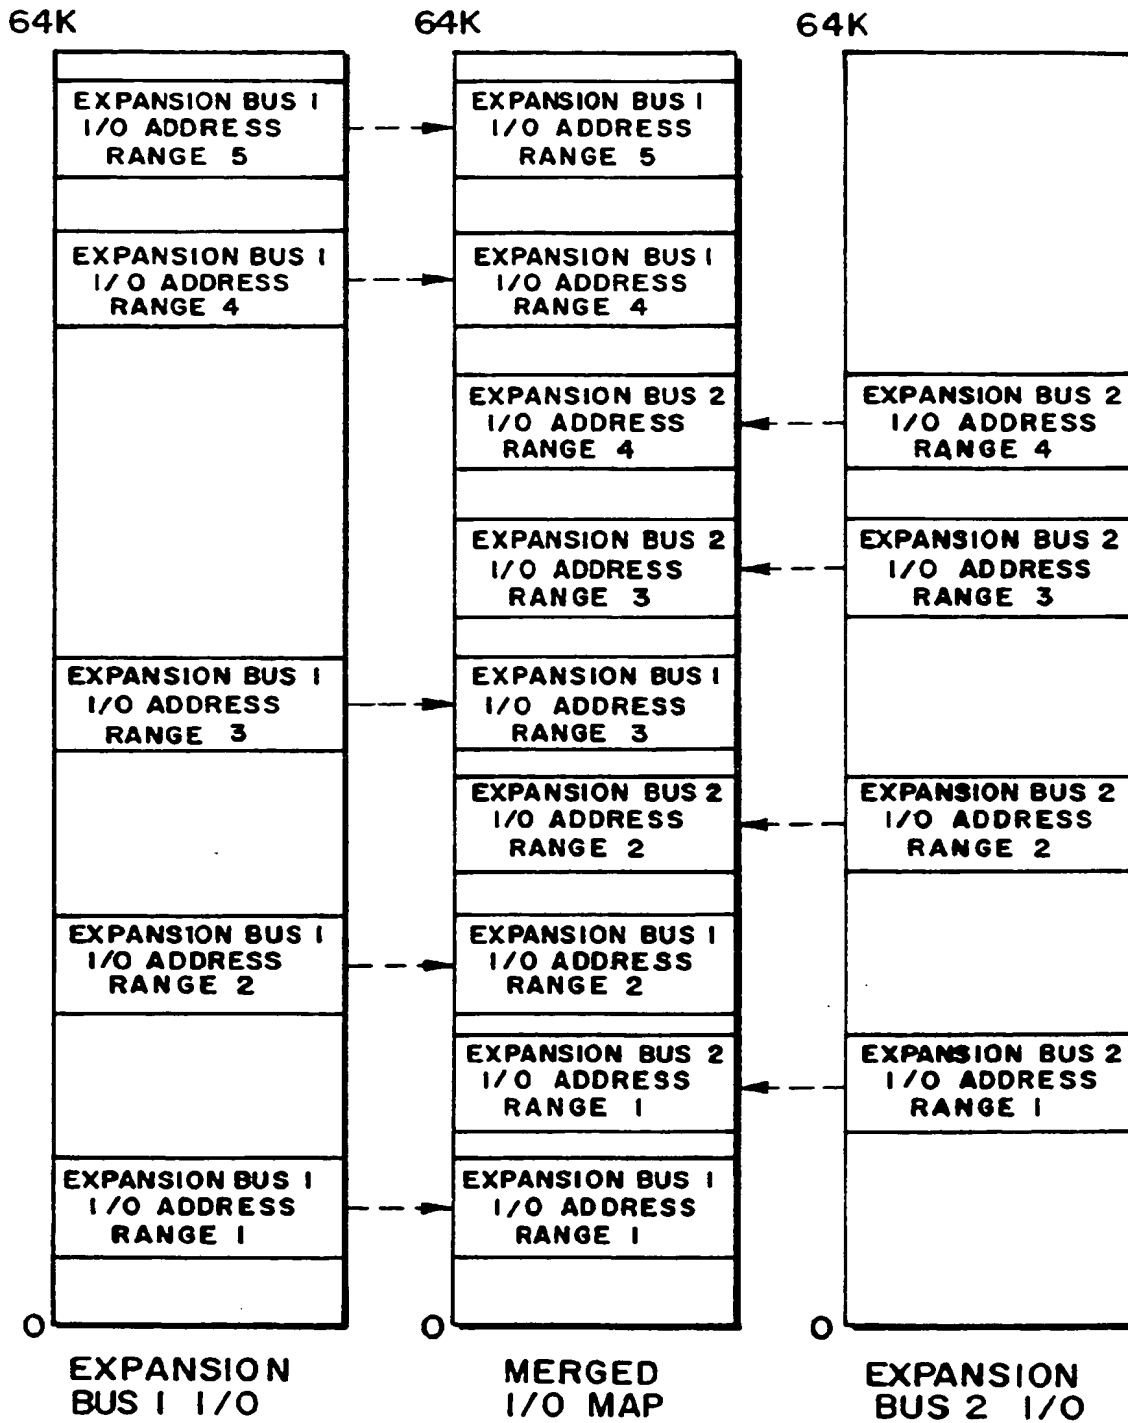 64K
EXPANSION BUS 1
I/O ADDRESS
RANGE 5
EXPANSION BUS 1
I/O ADDRESS
RANGE 4
EXPANSION BUS 1
I/O ADDRESS
RANGE 3
EXPANSION BUS 1
I/O ADDRESS
RANGE 2
EXPANSION BUS 1
I/O ADDRESS
RANGE 1
0
EXPANSION
BUS 1 I/O
64K
EXPANSION BUS 1
I/O ADDRESS
RANGE 5
EXPANSION BUS 1
I/O ADDRESS
RANGE 4
EXPANSION BUS 2
I/O ADDRESS
RANGE 4
EXPANSION BUS 2
I/O ADDRESS
RANGE 3
EXPANSION BUS 1
I/O ADDRESS
RANGE 3
EXPANSION BUS 2
I/O ADDRESS
RANGE 2
EXPANSION BUS 1
I/O ADDRESS
RANGE 2
EXPANSION BUS 2
I/O ADDRESS
RANGE 1
EXPANSION BUS 1
I/O ADDRESS
RANGE 1
0
MERGED
I/O MAP
64K
EXPANSION BUS 2
I/O ADDRESS
RANGE 4
EXPANSION BUS 2
I/O ADDRESS
RANGE 3
EXPANSION BUS 2
I/O ADDRESS
RANGE 2
EXPANSION BUS 2
I/O ADDRESS
RANGE 1
0
EXPANSION
BUS 2 I/O